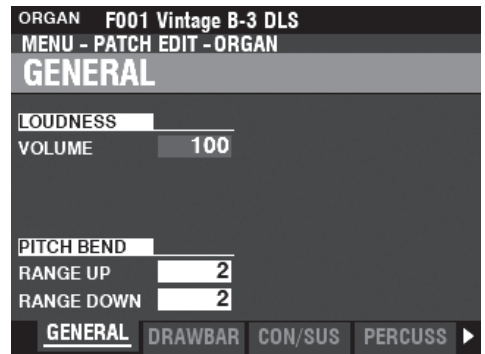 ORGAN F001 Vintage B-3 DLS
MENU - PATCH EDIT - ORGAN
GENERAL
LOUDNESS
VOLUME 100
PITCH BEND
RANGE UP 2
RANGE DOWN 2
GENERAL DRAWBAR CON/SUS PERCUSS